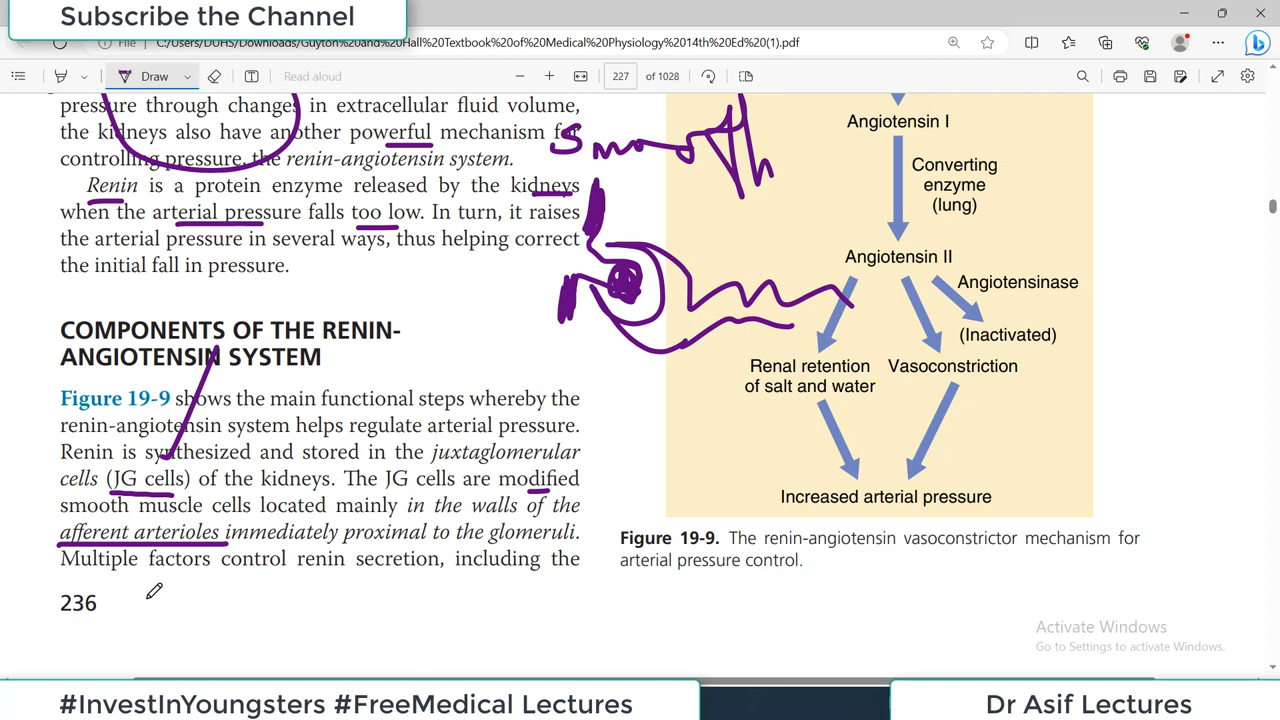 Subscribe the Channel
File C:/Users/DUHS/Downloads/Guyton%20and%20Hall%20Textbook%20of%20Medical%20Physiology%2014th%20Ed%20(1).pdf
Draw
Read aloud
227 of 1028
pressure through changes in extracellular fluid volume,
the kidneys also have another powerful mechanism for
controlling pressure, the renin-angiotensin system.
Renin is a protein enzyme released by the kidneys
when the arterial pressure falls too low. In turn, it raises
the arterial pressure in several ways, thus helping correct
the initial fall in pressure.
COMPONENTS OF THE RENIN-
ANGIOTENSIN SYSTEM
Figure 19-9 shows the main functional steps whereby the
renin-angiotensin system helps regulate arterial pressure.
Renin is synthesized and stored in the juxtaglomerular
cells (JG cells) of the kidneys. The JG cells are modified
smooth muscle cells located mainly in the walls of the
afferent arterioles immediately proximal to the glomeruli.
Multiple factors control renin secretion, including the
236
Smooth
Angiotensin I
Converting
enzyme
(lung)
Angiotensin II
Angiotensinase
(Inactivated)
Renal retention
of salt and water
Vasoconstriction
Increased arterial pressure
Figure 19-9. The renin-angiotensin vasoconstrictor mechanism for
arterial pressure control.
Activate Windows
Go to Settings to activate Windows.
#InvestInYoungsters #FreeMedical Lectures
Dr Asif Lectures